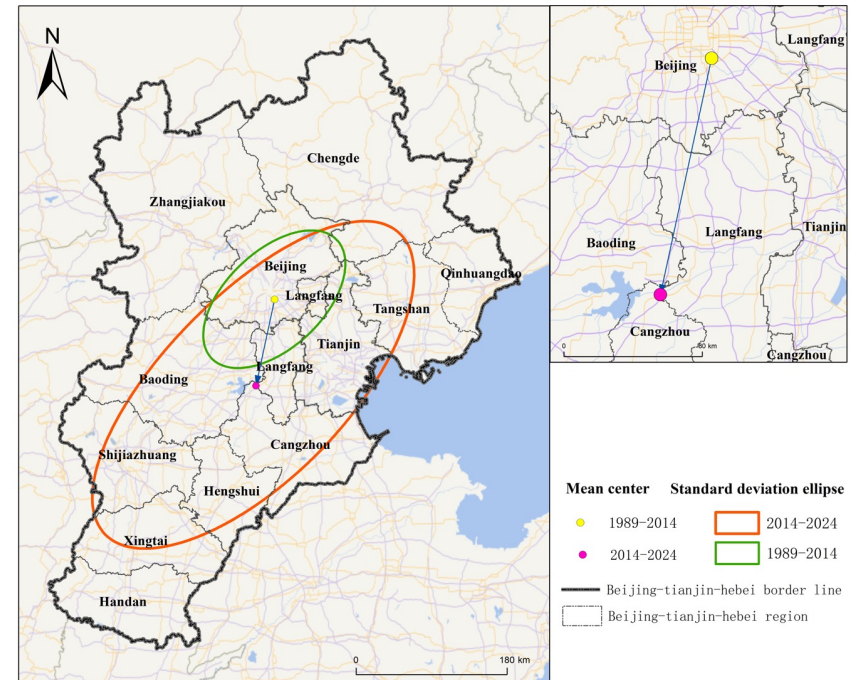 N
Chengde
Zhangjiakou
Beijing
Qinhuangdao
Langfang
Tangshan
Tianjin
Langfang
Baoding
Cangzhou
Shijiazhuang
Hengshui
Xingtai
Handan
0 180 km
Langfang
Beijing
Tianjin
Langfang
Baoding
Cangzhou
0
Cangzhou
Mean center Standard deviation ellipse
1989-2014 2014-2024
2014-2024 1989-2014
Beijing-tianjin-hebei border line
Beijing-tianjin-hebei region